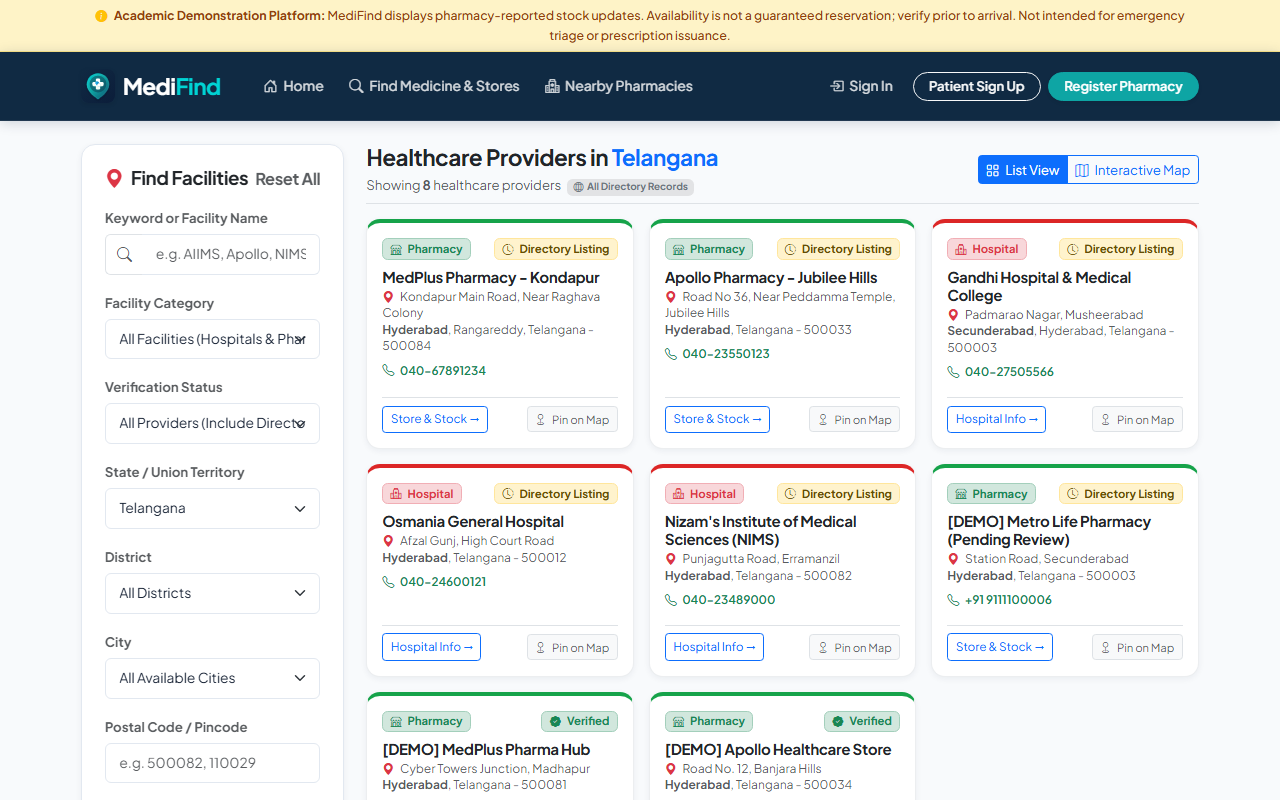 Academic Demonstration Platform: MediFind displays pharmacy-reported stock updates. Availability is not a guaranteed reservation; verify prior to arrival. Not intended for emergency
triage or prescription issuance.
MediFind
Home
Find Medicine & Stores
Nearby Pharmacies
Sign In
Patient Sign Up
Register Pharmacy
Find Facilities
Reset All
Keyword or Facility Name
e.g. AIIMS, Apollo, NIMS
Facility Category
All Facilities (Hospitals & Phar
Verification Status
All Providers (Include Directo
State / Union Territory
Telangana
District
All Districts
City
All Available Cities
Postal Code / Pincode
e.g. 500082, 110029
Healthcare Providers in Telangana
Showing 8 healthcare providers
All Directory Records
List View
Interactive Map
Pharmacy
Directory Listing
MedPlus Pharmacy - Kondapur
Kondapur Main Road, Near Raghava
Colony
Hyderabad, Rangareddy, Telangana -
500084
040-67891234
Store & Stock →
Pin on Map
Pharmacy
Directory Listing
Apollo Pharmacy - Jubilee Hills
Road No 36, Near Peddamma Temple,
Jubilee Hills
Hyderabad, Telangana - 500033
040-23550123
Store & Stock →
Pin on Map
Hospital
Directory Listing
Gandhi Hospital & Medical
College
Padmarao Nagar, Musheerabad
Secunderabad, Hyderabad, Telangana -
500003
040-27505566
Hospital Info →
Pin on Map
Hospital
Directory Listing
Osmania General Hospital
Afzal Gunj, High Court Road
Hyderabad, Telangana - 500012
040-24600121
Hospital Info →
Pin on Map
Hospital
Directory Listing
Nizam's Institute of Medical
Sciences (NIMS)
Punjagutta Road, Erramanzil
Hyderabad, Telangana - 500082
040-23489000
Hospital Info →
Pin on Map
Pharmacy
Directory Listing
[DEMO] Metro Life Pharmacy
(Pending Review)
Station Road, Secunderabad
Hyderabad, Telangana - 500003
+91 9111100006
Store & Stock →
Pin on Map
Pharmacy
Verified
[DEMO] MedPlus Pharma Hub
Cyber Towers Junction, Madhapur
Hyderabad, Telangana - 500081
Pharmacy
Verified
[DEMO] Apollo Healthcare Store
Road No. 12, Banjara Hills
Hyderabad, Telangana - 500034